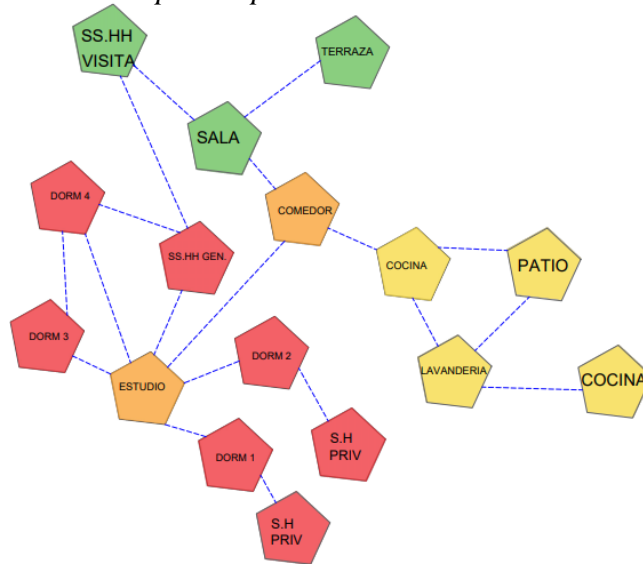 SS.HH
VISITA
TERRAZA
SALA
DORM 4
COMEDOR
SS.HH GEN.
COCINA
PATIO
DORM 3
ESTUDIO
DORM 2
LAVANDERIA
COCINA
S.H
PRIV
DORM 1
S.H
PRIV